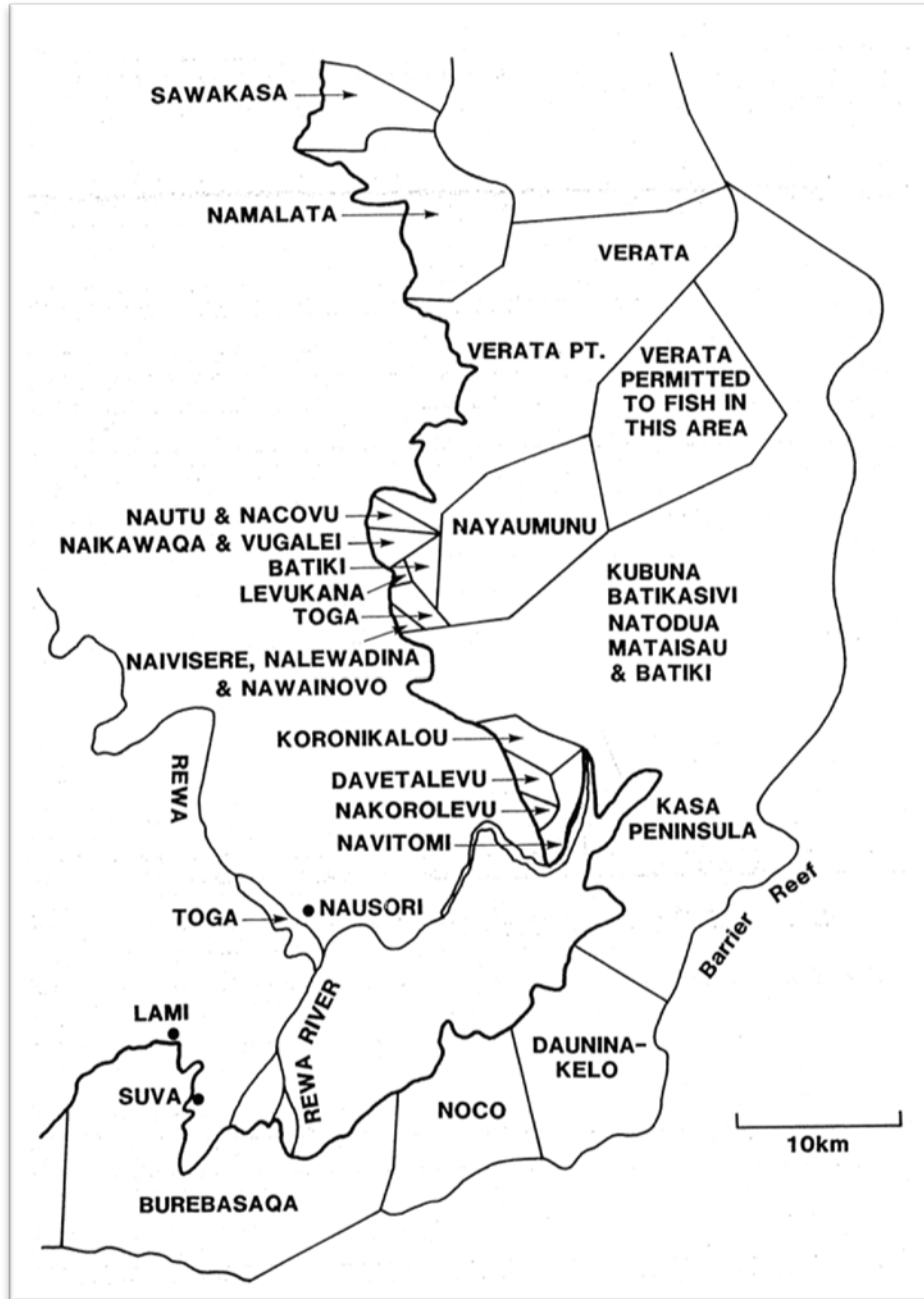 SAWAKASA
NAMALATA
VERATA
VERATA PT.
VERATA
PERMITTED
TO FISH IN
THIS AREA
NAUTU & NACOVU
NAIKAWAQA & VUGALEI
BATIKI
LEVUKANA
TOGA
NAIVISERE, NALEWADINA
& NAWAINOVO
NAYAUMUNU
KUBUNA
BATIKASIVI
NATODUA
MATAISAU
& BATIKI
KORONIKALOU
DAVETALEVU
NAKOROLEVU
NAVITOMI
KASA
PENINSULA
REWA
TOGA
NAUSORI
Barrier Reef
LAMI
SUVA
REWA RIVER
DAUNINA-
KELO
NOCO
10km
BUREBASAQA